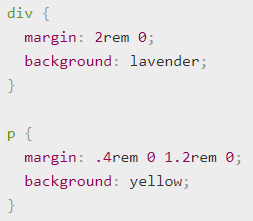 div {
  margin: 2rem 0;
  background: lavender;
}

p {
  margin: .4rem 0 1.2rem 0;
  background: yellow;
}